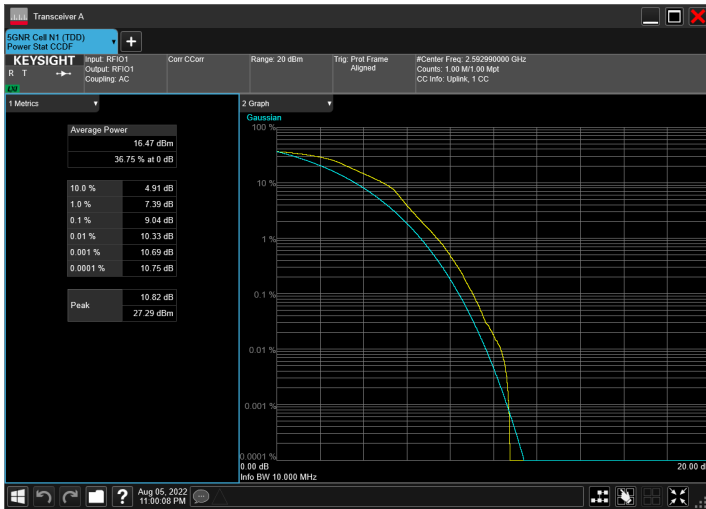 Transceiver A
5GNR Cell N1 (TDD)
Power Stat CCDF
KEYSIGHT
R T
LXI
Input: RFIO1
Output: RFIO1
Coupling: AC
Corr CCorr
Range: 20 dBm
Trig: Prot Frame
Aligned
#Center Freq: 2.592990000 GHz
Counts: 1.00 M/1.00 Mpt
CC Info: Uplink, 1 CC
1 Metrics
Average Power
16.47 dBm
36.75 % at 0 dB
10.0 % 4.91 dB
1.0 % 7.39 dB
0.1 % 9.04 dB
0.01 % 10.33 dB
0.001 % 10.69 dB
0.0001 % 10.75 dB
Peak
10.82 dB
27.29 dBm
2 Graph
Gaussian
100 %
10 %
1 %
0.1 %
0.01 %
0.001 %
0.0001 %
0.00 dB
20.00 d
Info BW 10.000 MHz
Aug 05, 2022
11:00:08 PM